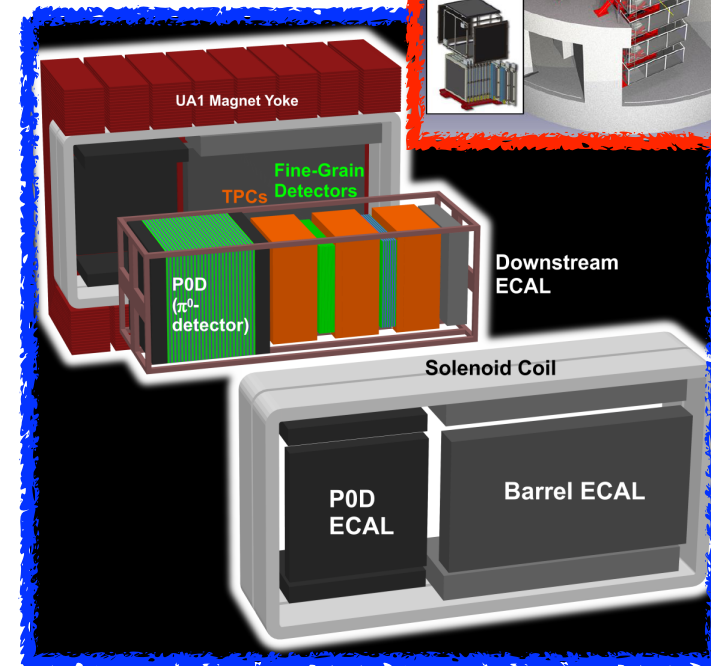 UA1 Magnet Yoke
Fine-Grain
Detectors
TPCs
P0D
(π⁰-
detector)
Downstream
ECAL
Solenoid Coil
P0D
ECAL
Barrel ECAL